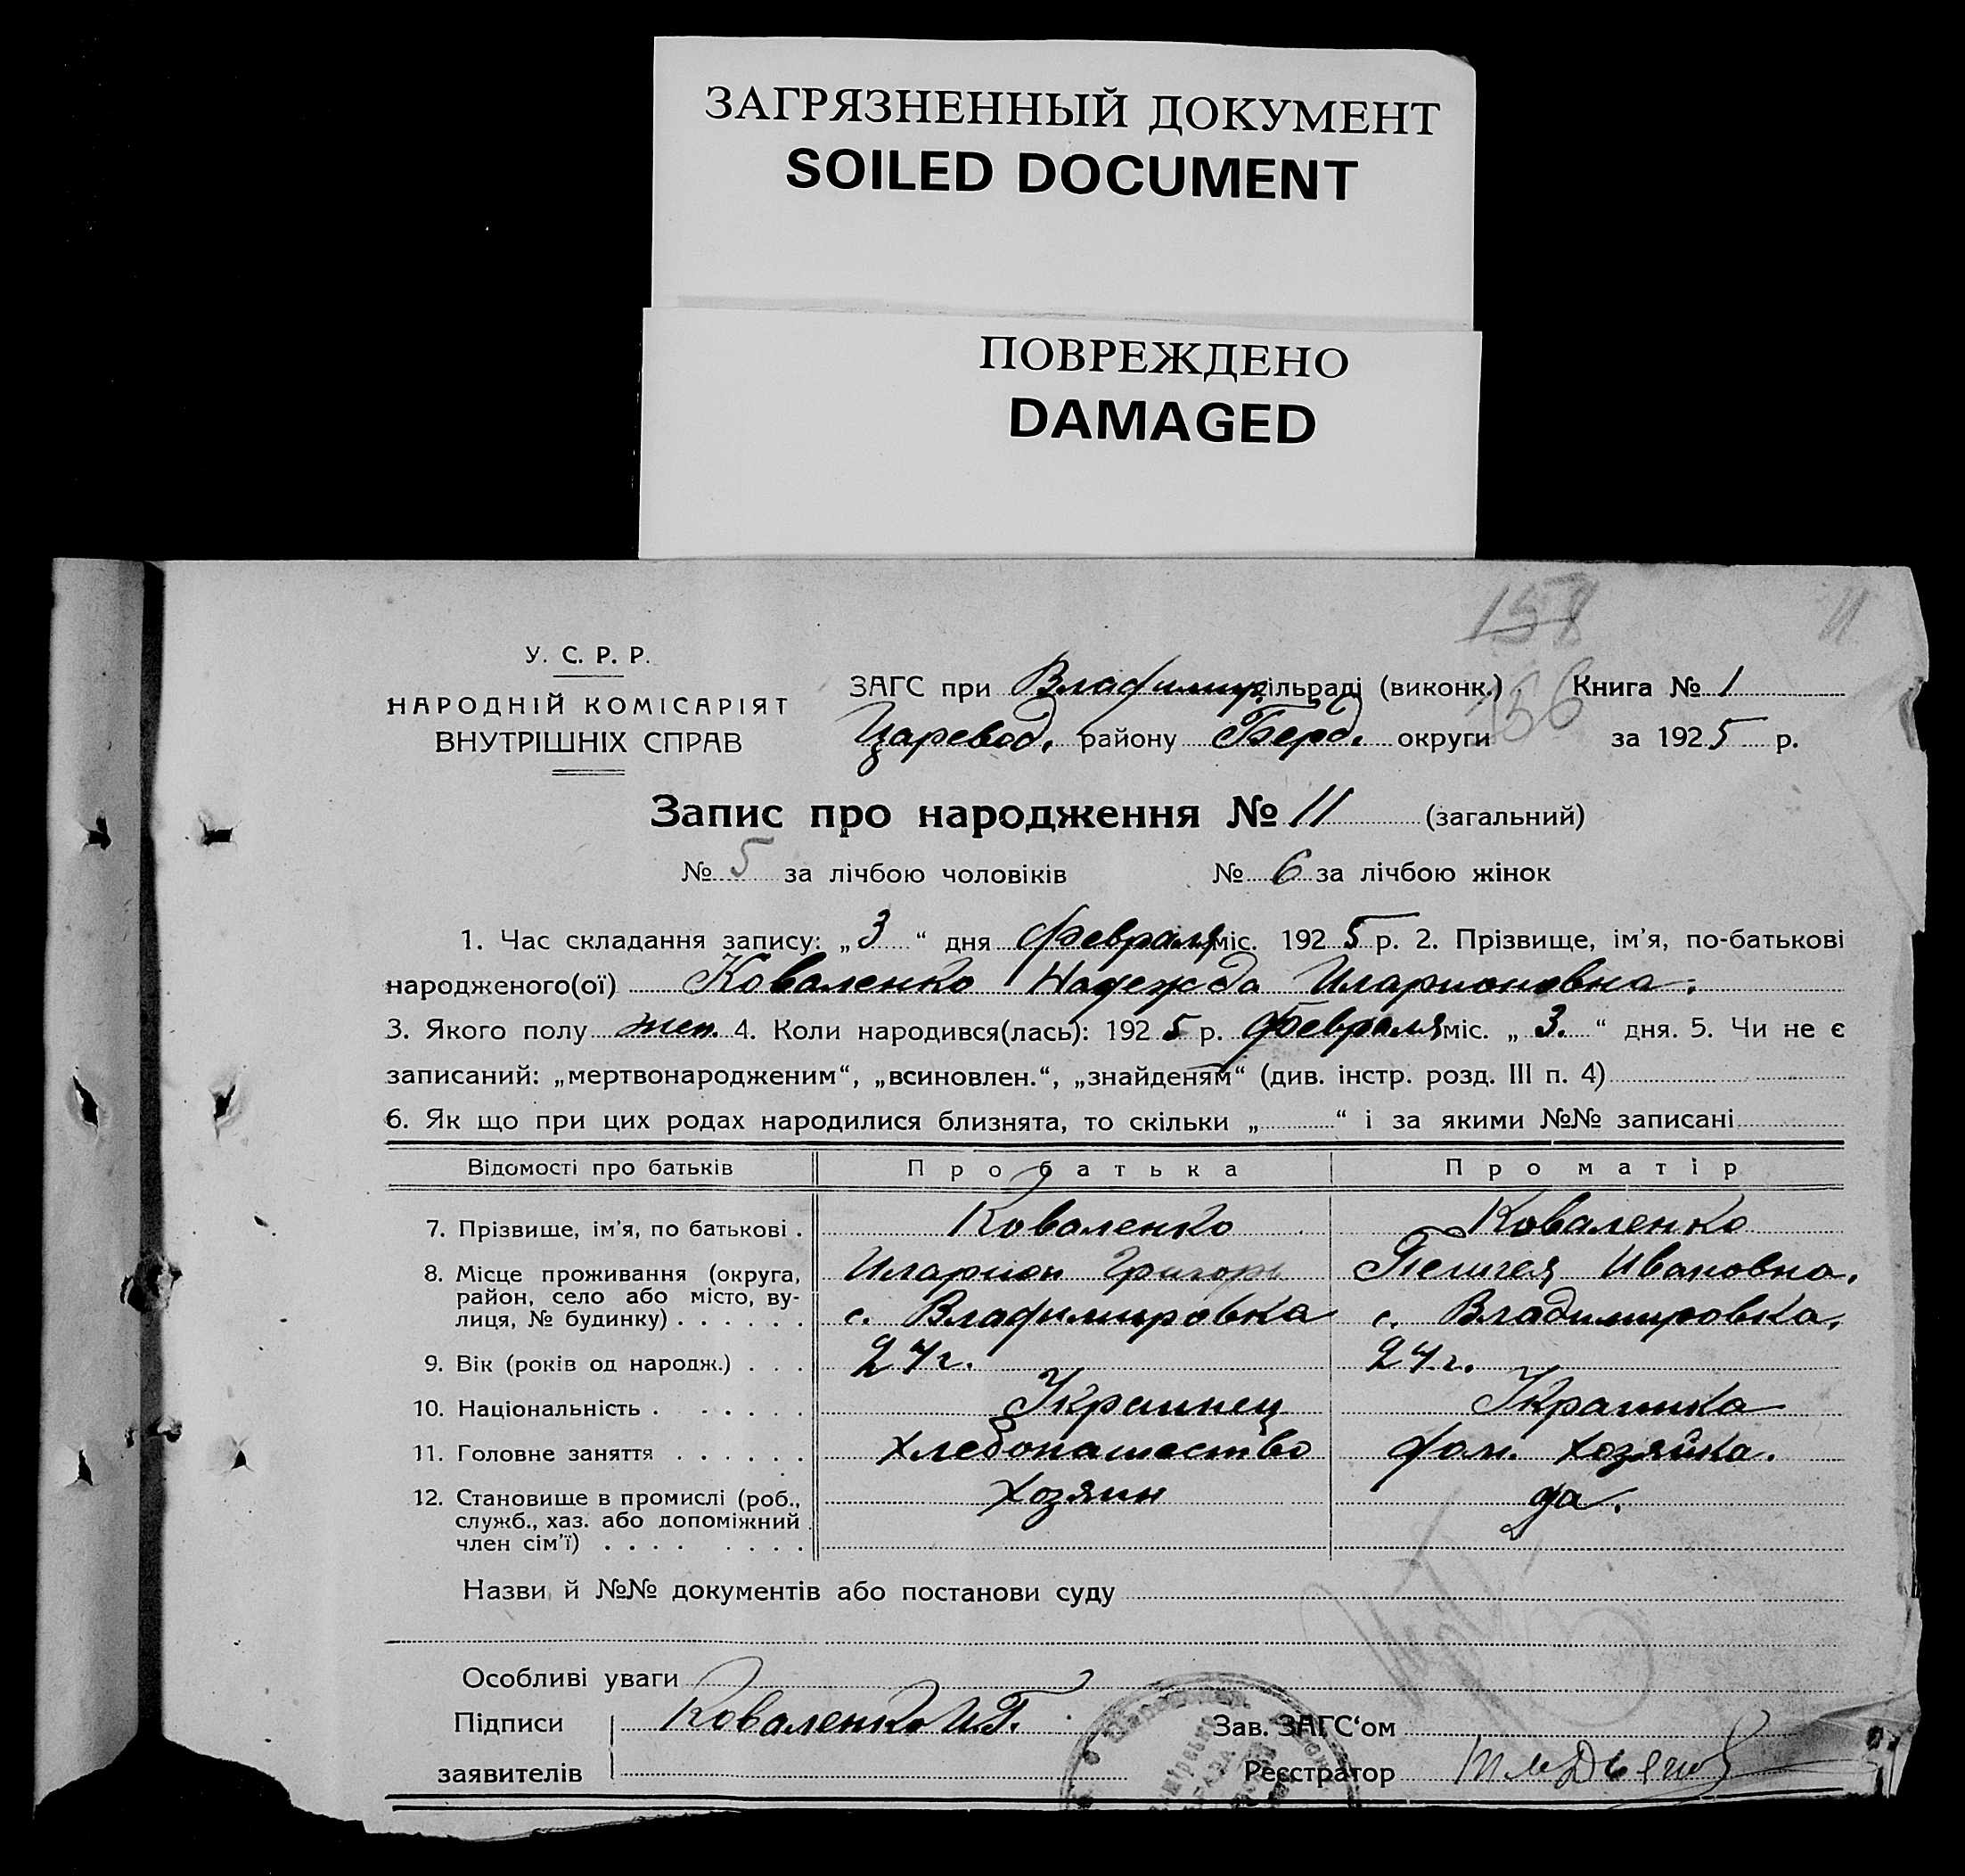 ЗАГРЯЗНЕННЫЙ ДОКУМЕНТ
SOILED DOCUMENT
ПОВРЕЖДЕНО
DAMAGED
158 11
У. С. Р. Р.
НАРОДНІЙ КОМІСАРІЯТ
ВНУТРІШНІХ СПРАВ
ЗАГС при Владимир. сільраді (виконк.) 156 Книга № 1
Царевод. району Берд. округи за 1925 р.
Запис про народження № 11 (загальний)
№ 5 за лічбою чоловіків № 6 за лічбою жінок
1. Час складання запису: „3“ дня февраля міс. 1925 р. 2. Прізвище, ім'я, по-батькові
народженого(ої) Коваленко Надежда Иларионовна.
3. Якого полу жен. 4. Коли народився(лась): 1925 р. февраля міс. „3.“ дня. 5. Чи не є
записаний: „мертвонародженим“, „всиновлен.“, „знайденям“ (див. інстр. розд. III п. 4)
6. Як що при цих родах народилися близнята, то скільки „ “ і за якими №№ записані
Відомості про батьків Про батька Про матір
7. Прізвище, ім'я, по батькові . Коваленко Коваленко
8. Місце проживання (округа, Иларион Григорь Ивановна.
район, село або місто, ву-
лиця, № будинку) . . . . . . с. Владимировка с. Владимировка.
9. Вік (років од народж.) . . . 24 г. 24 г.
10. Національність . . . . . . Украинец Украинка
11. Головне заняття . . . . . . хлебопашество дом. хозяйка.
12. Становище в промислі (роб., хозяин да.
служб., хаз. або допоміжний
член сім'ї) . . . . . . . .
Назви й №№ документів або постанови суду
Особливі уваги
Підписи Коваленко И.Г. Зав. ЗАГС‘ом
заявителів Реєстратор